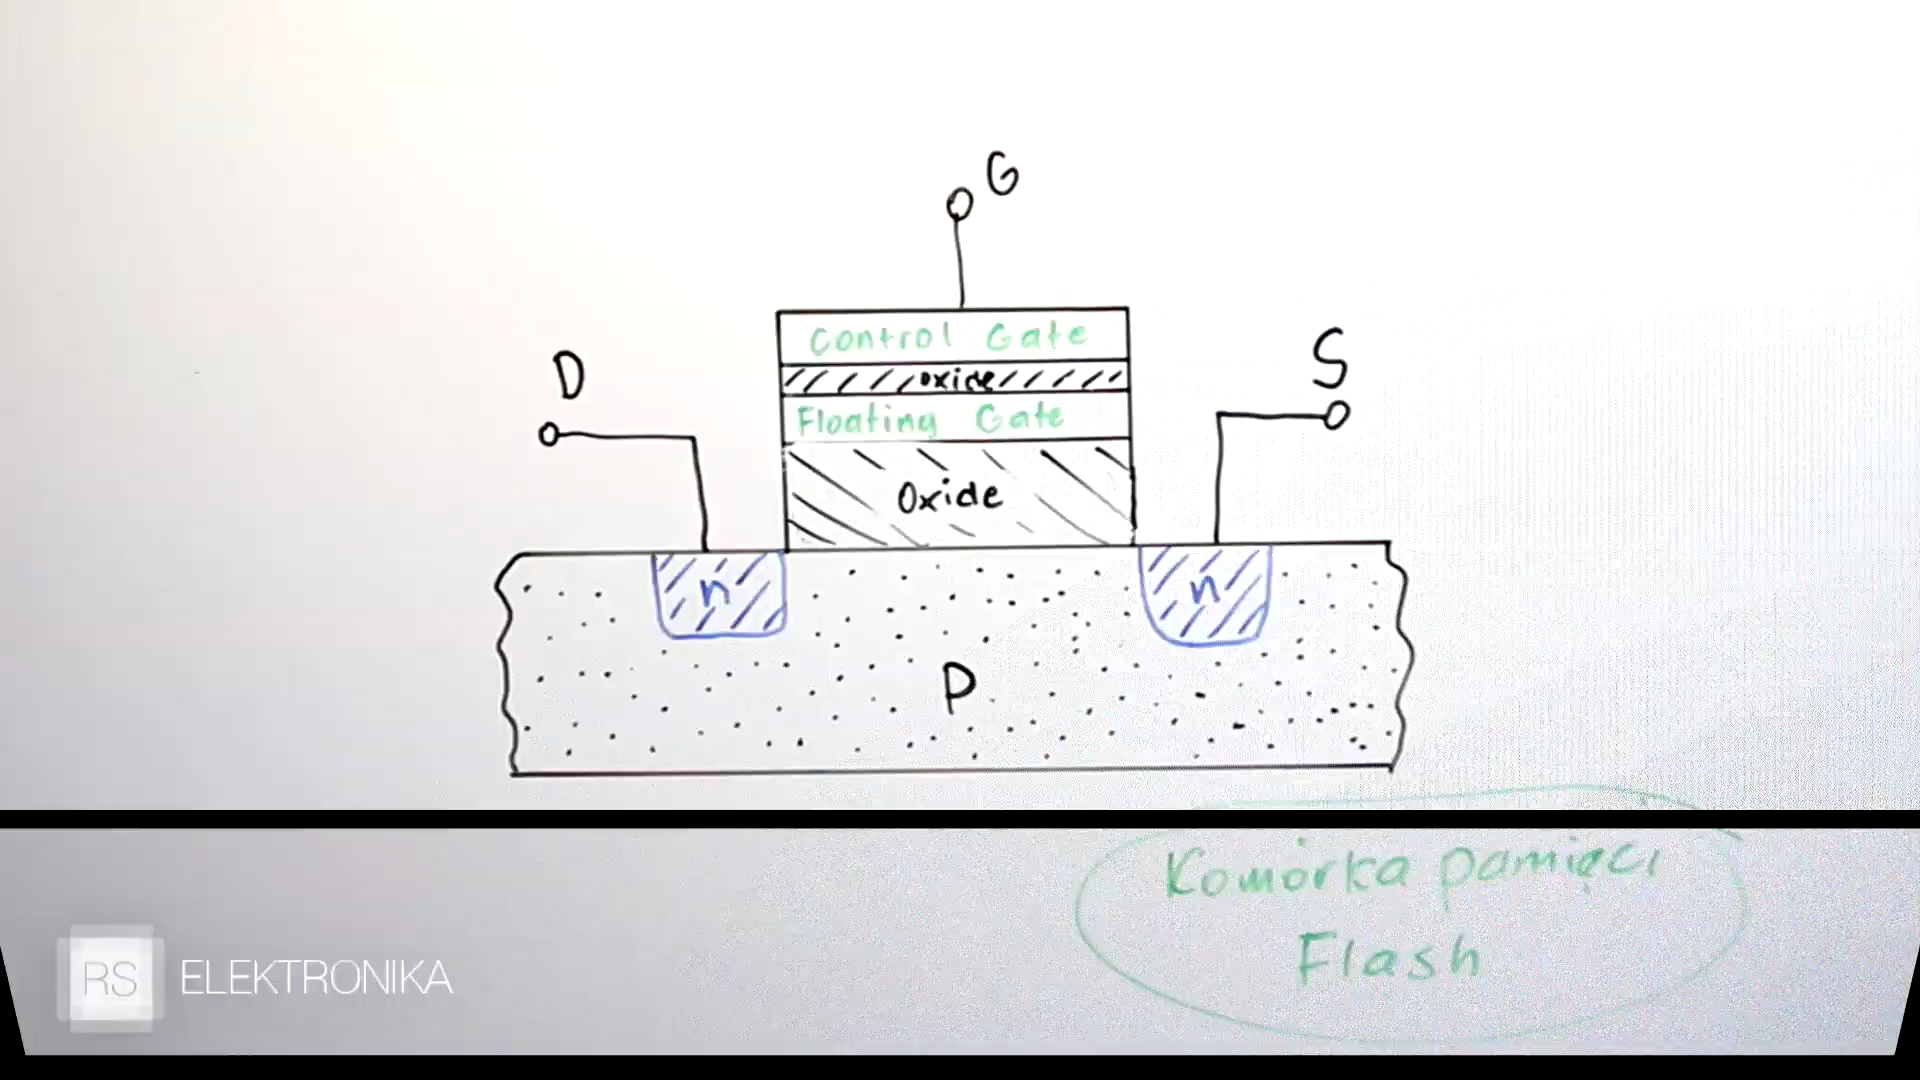 G
Control Gate
D
oxide
S
Floating Gate
Oxide
n
n
P
Komórka pamięci
Flash
RS ELEKTRONIKA